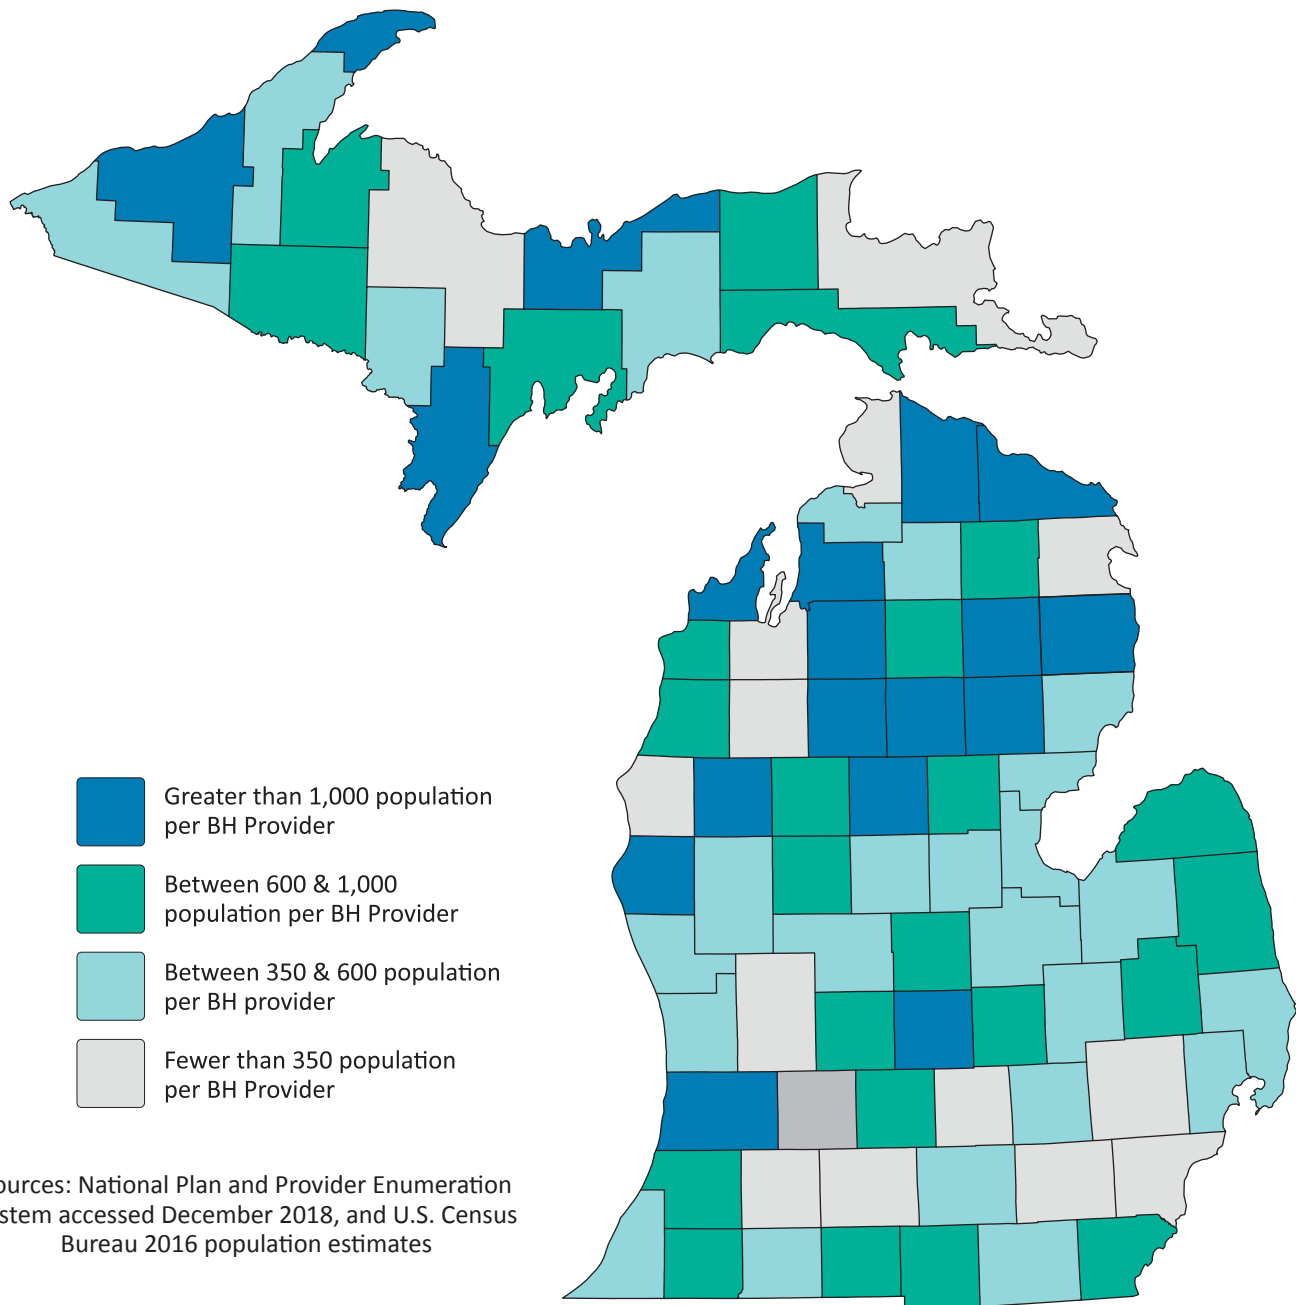 Greater than 1,000 population
per BH Provider
Between 600 & 1,000
population per BH Provider
Between 350 & 600 population
per BH provider
Fewer than 350 population
per BH Provider
ources: National Plan and Provider Enumeration
stem accessed December 2018, and U.S. Census
Bureau 2016 population estimates